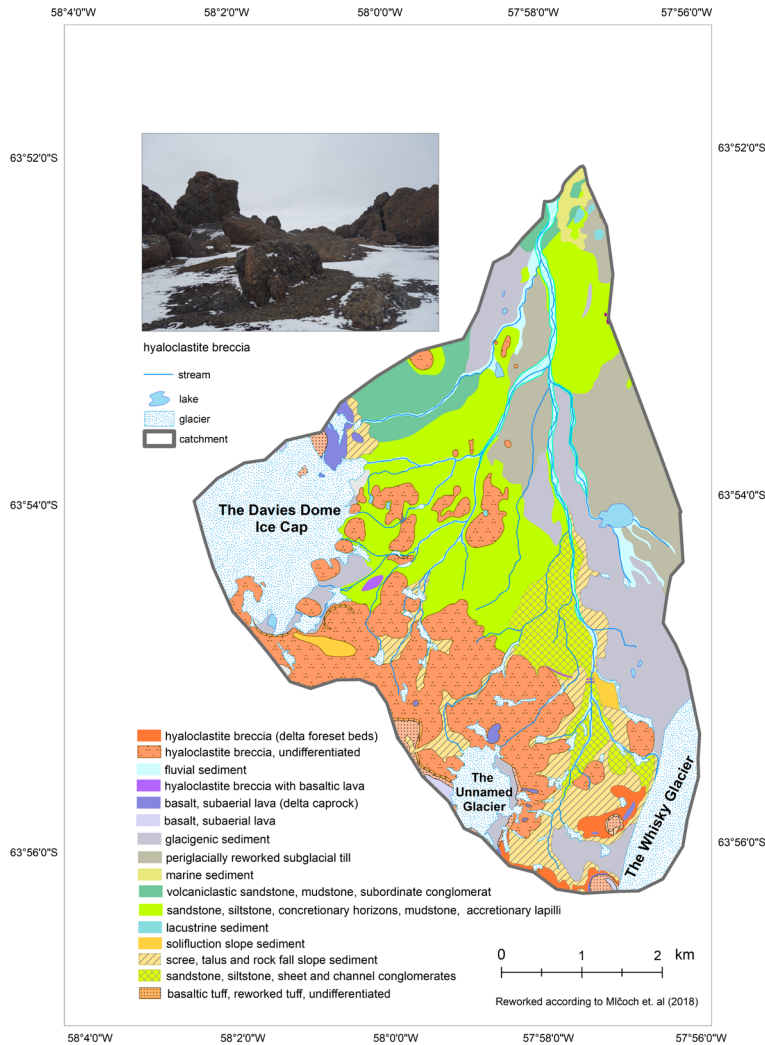 58°4'0"W 58°2'0"W 58°0'0"W 57°58'0"W 57°56'0"W
63°52'0"S 63°52'0"S
hyaloclastite breccia
stream
lake
glacier
catchment
63°54'0"S 63°54'0"S
The Davies Dome
Ice Cap
The
Unnamed
Glacier
The Whisky Glacier
hyaloclastite breccia (delta foreset beds)
hyaloclastite breccia, undifferentiated
fluvial sediment
hyaloclastite breccia with basaltic lava
basalt, subaerial lava (delta caprock)
basalt, subaerial lava
glacigenic sediment
63°56'0"S 63°56'0"S
periglacially reworked subglacial till
marine sediment
volcaniclastic sandstone, mudstone, subordinate conglomerat
sandstone, siltstone, concretionary horizons, mudstone, accretionary lapilli
lacustrine sediment
solifluction slope sediment
scree, talus and rock fall slope sediment
sandstone, siltstone, sheet and channel conglomerates
basaltic tuff, reworked tuff, undifferentiated
0 1 2 km
Reworked according to Mlčoch et. al (2018)
58°4'0"W 58°2'0"W 58°0'0"W 57°58'0"W 57°56'0"W